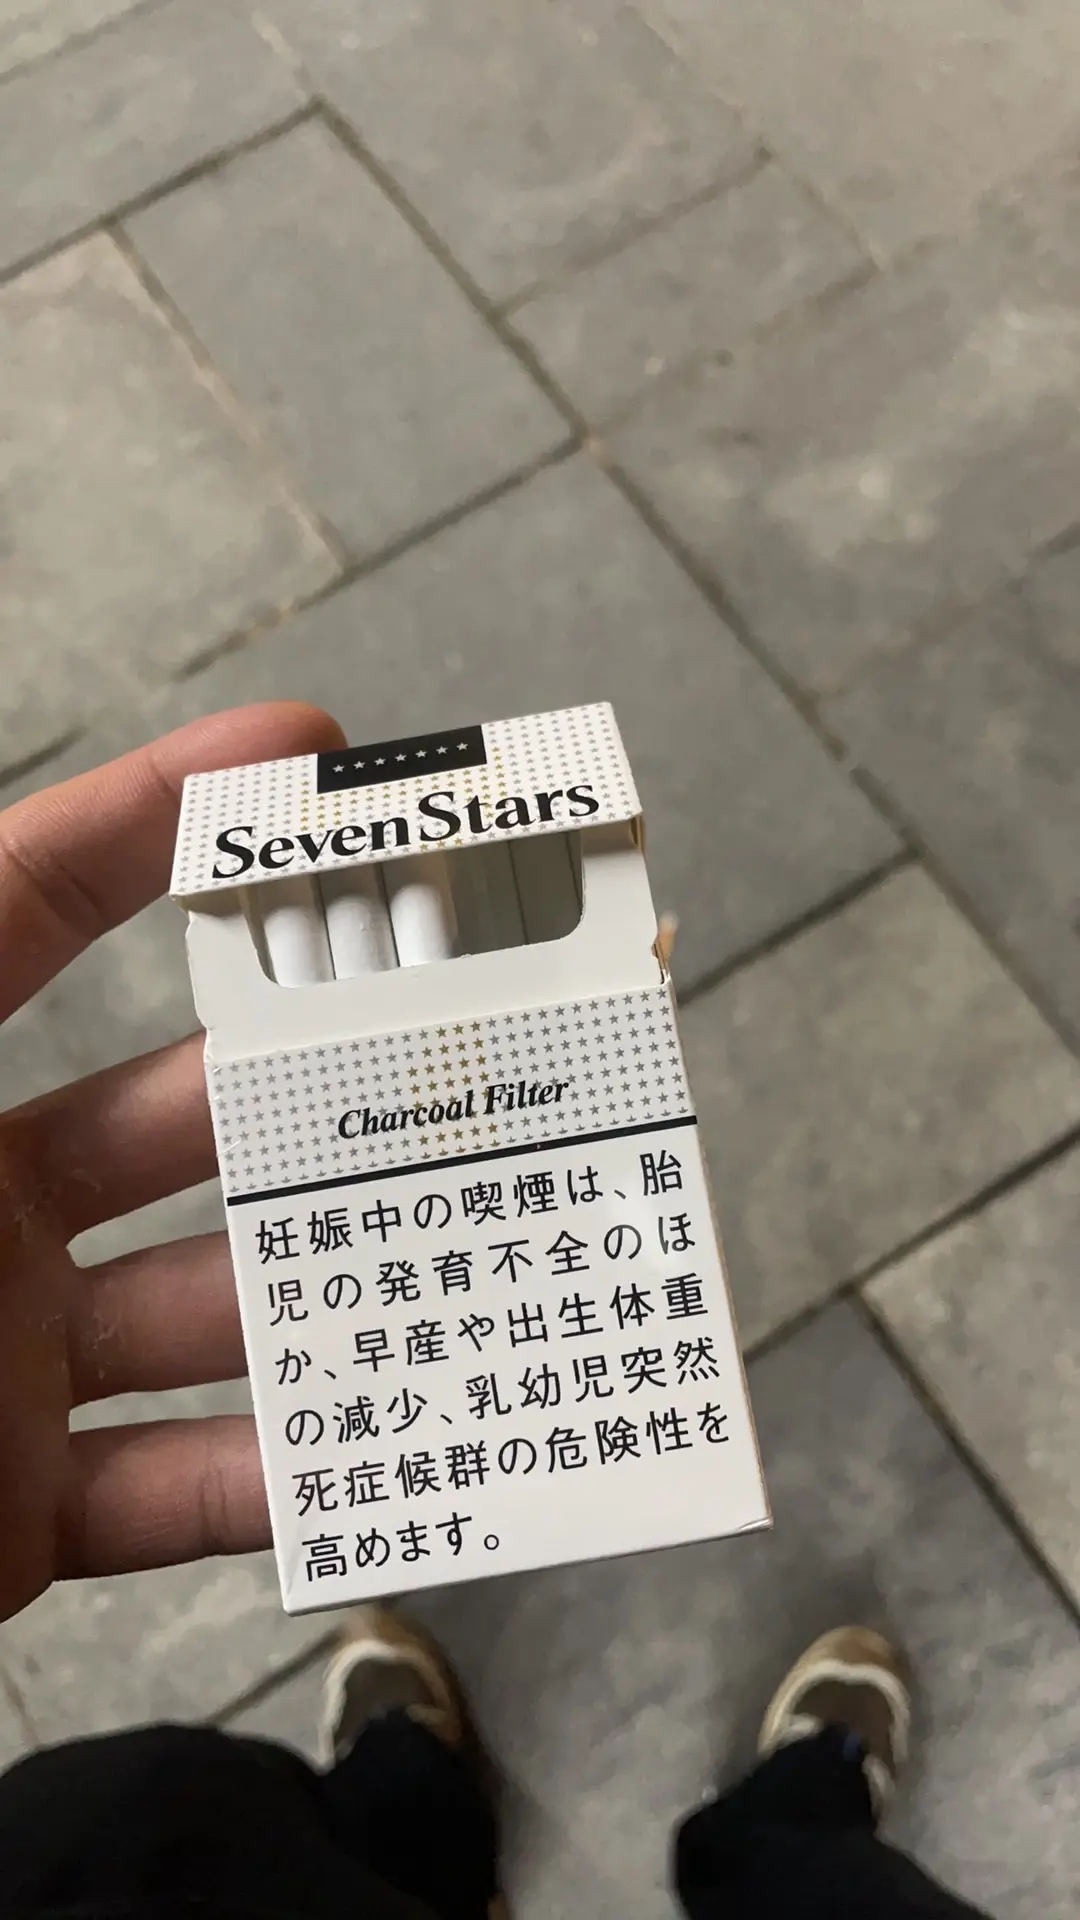 Seven Stars
Charcoal Filter
妊娠中の喫煙は、胎
児の発育不全のほ
か、早産や出生体重
の減少、乳幼児突然
死症候群の危険性を
高めます。